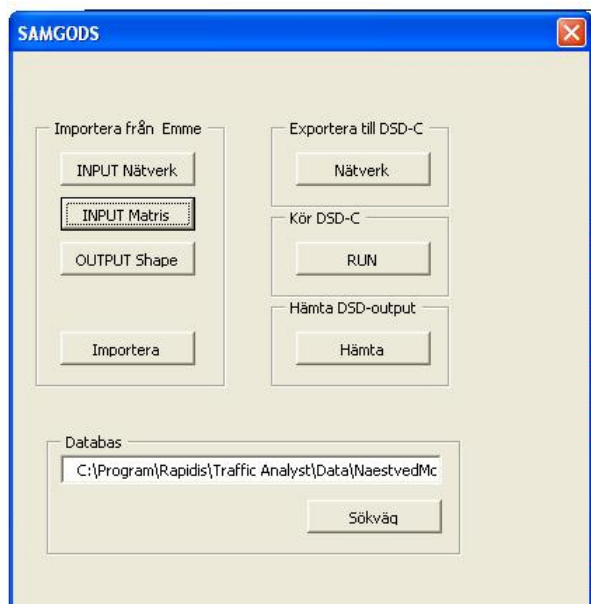 SAMGODS
Importera från Emme
INPUT Nätverk
INPUT Matris
OUTPUT Shape
Importera
Exportera till DSD-C
Nätverk
Kör DSD-C
RUN
Hämta DSD-output
Hämta
Databas
C:\Program\Rapidis\Traffic Analyst\Data\NaestvedMc
Sökväg